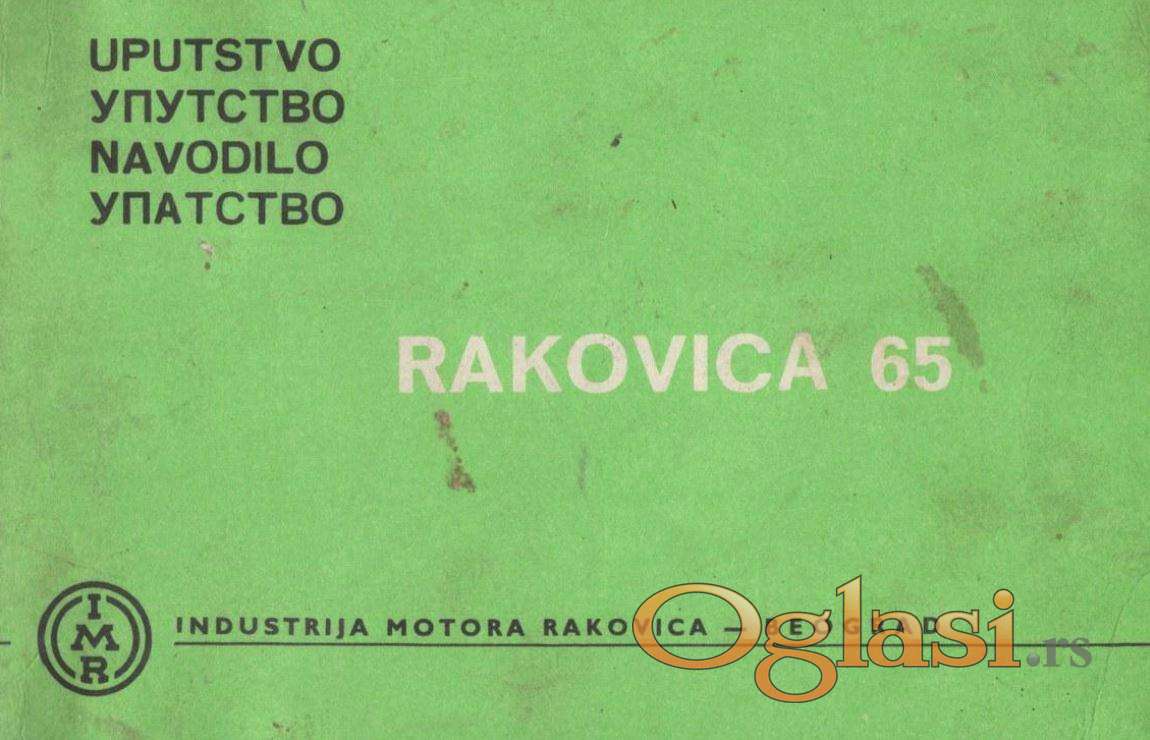 UPUTSTVO
УПУТСТВО
NAVODILO
УПАТСТВО
RAKOVICA 65
IMR
INDUSTRIJA MOTORA RAKOVICA – BEOGRAD
Oglasi.rs